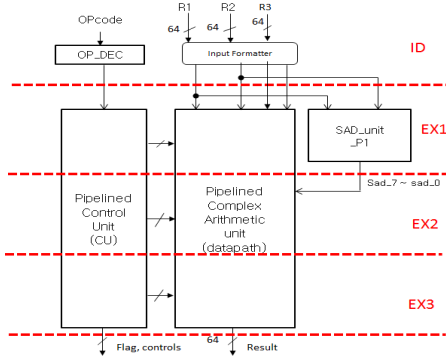 OPcode
R1
R2
R3
64
64
64
OP_DEC
Input Formatter
ID
SAD_unit
_P1
EX1
Sad_7 ~ sad_0
Pipelined
Control
Unit
(CU)
Pipelined
Complex
Arithmetic
unit
(datapath)
EX2
EX3
Flag, controls
64
Result